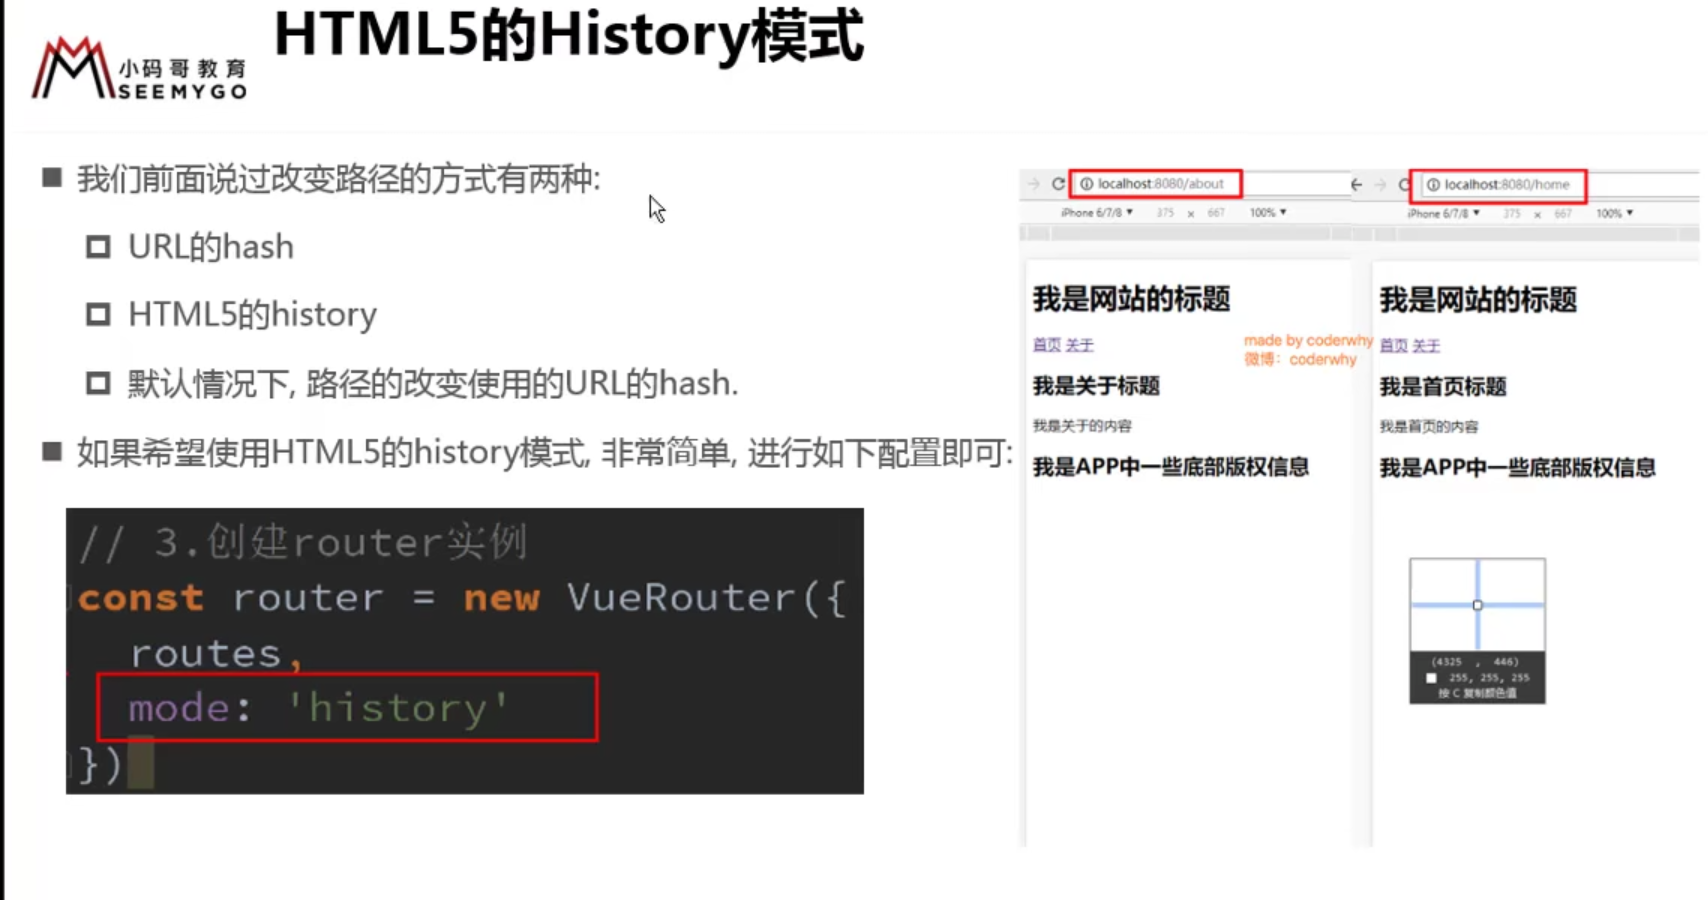 HTML5的History模式
小码哥教育
SEEMYGO
我们前面说过改变路径的方式有两种:
URL的hash
HTML5的history
默认情况下, 路径的改变使用的URL的hash.
如果希望使用HTML5的history模式, 非常简单, 进行如下配置即可:
// 3.创建router实例
const router = new VueRouter({
routes,
mode: 'history'
})
localhost:8080/about
iPhone 6/7/8 ▼ 375 x 667 100% ▼
我是网站的标题
首页 关于
我是关于标题
我是关于的内容
我是APP中一些底部版权信息
made by coderwhy
微博: coderwhy
localhost:8080/home
iPhone 6/7/8 ▼ 375 x 667 100% ▼
我是网站的标题
首页 关于
我是首页标题
我是首页的内容
我是APP中一些底部版权信息
(4325 , 446)
255, 255, 255
按 C 复制颜色值